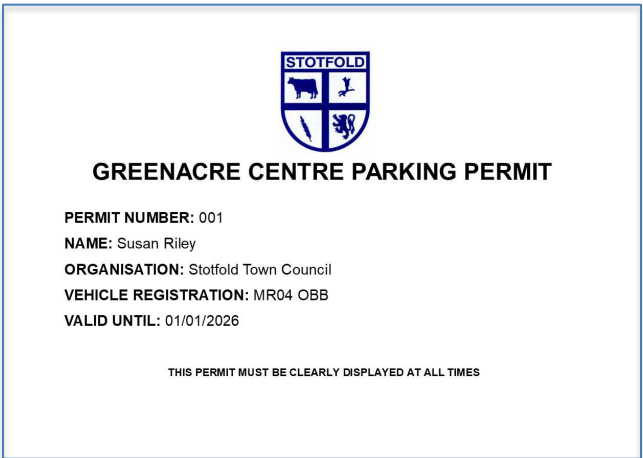 STOTFOLD
GREENACRE CENTRE PARKING PERMIT
PERMIT NUMBER: 001
NAME: Susan Riley
ORGANISATION: Stotfold Town Council
VEHICLE REGISTRATION: MR04 OBB
VALID UNTIL: 01/01/2026
THIS PERMIT MUST BE CLEARLY DISPLAYED AT ALL TIMES